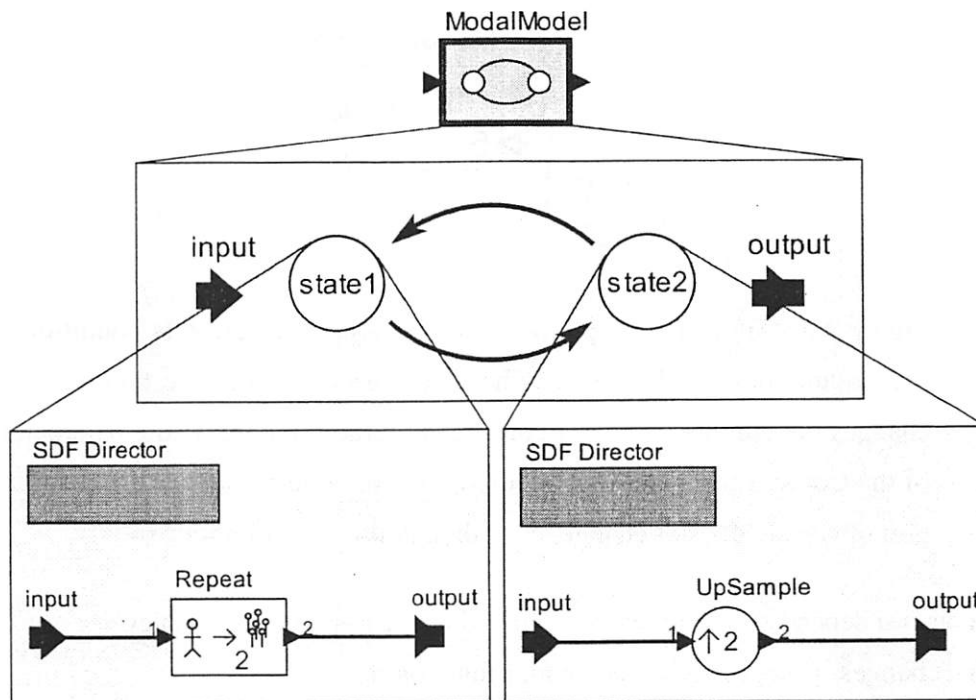 ModalModel
input
output
state1
state2
SDF Director
Repeat
input
output
1
2
2
SDF Director
UpSample
input
output
1
↑2
2